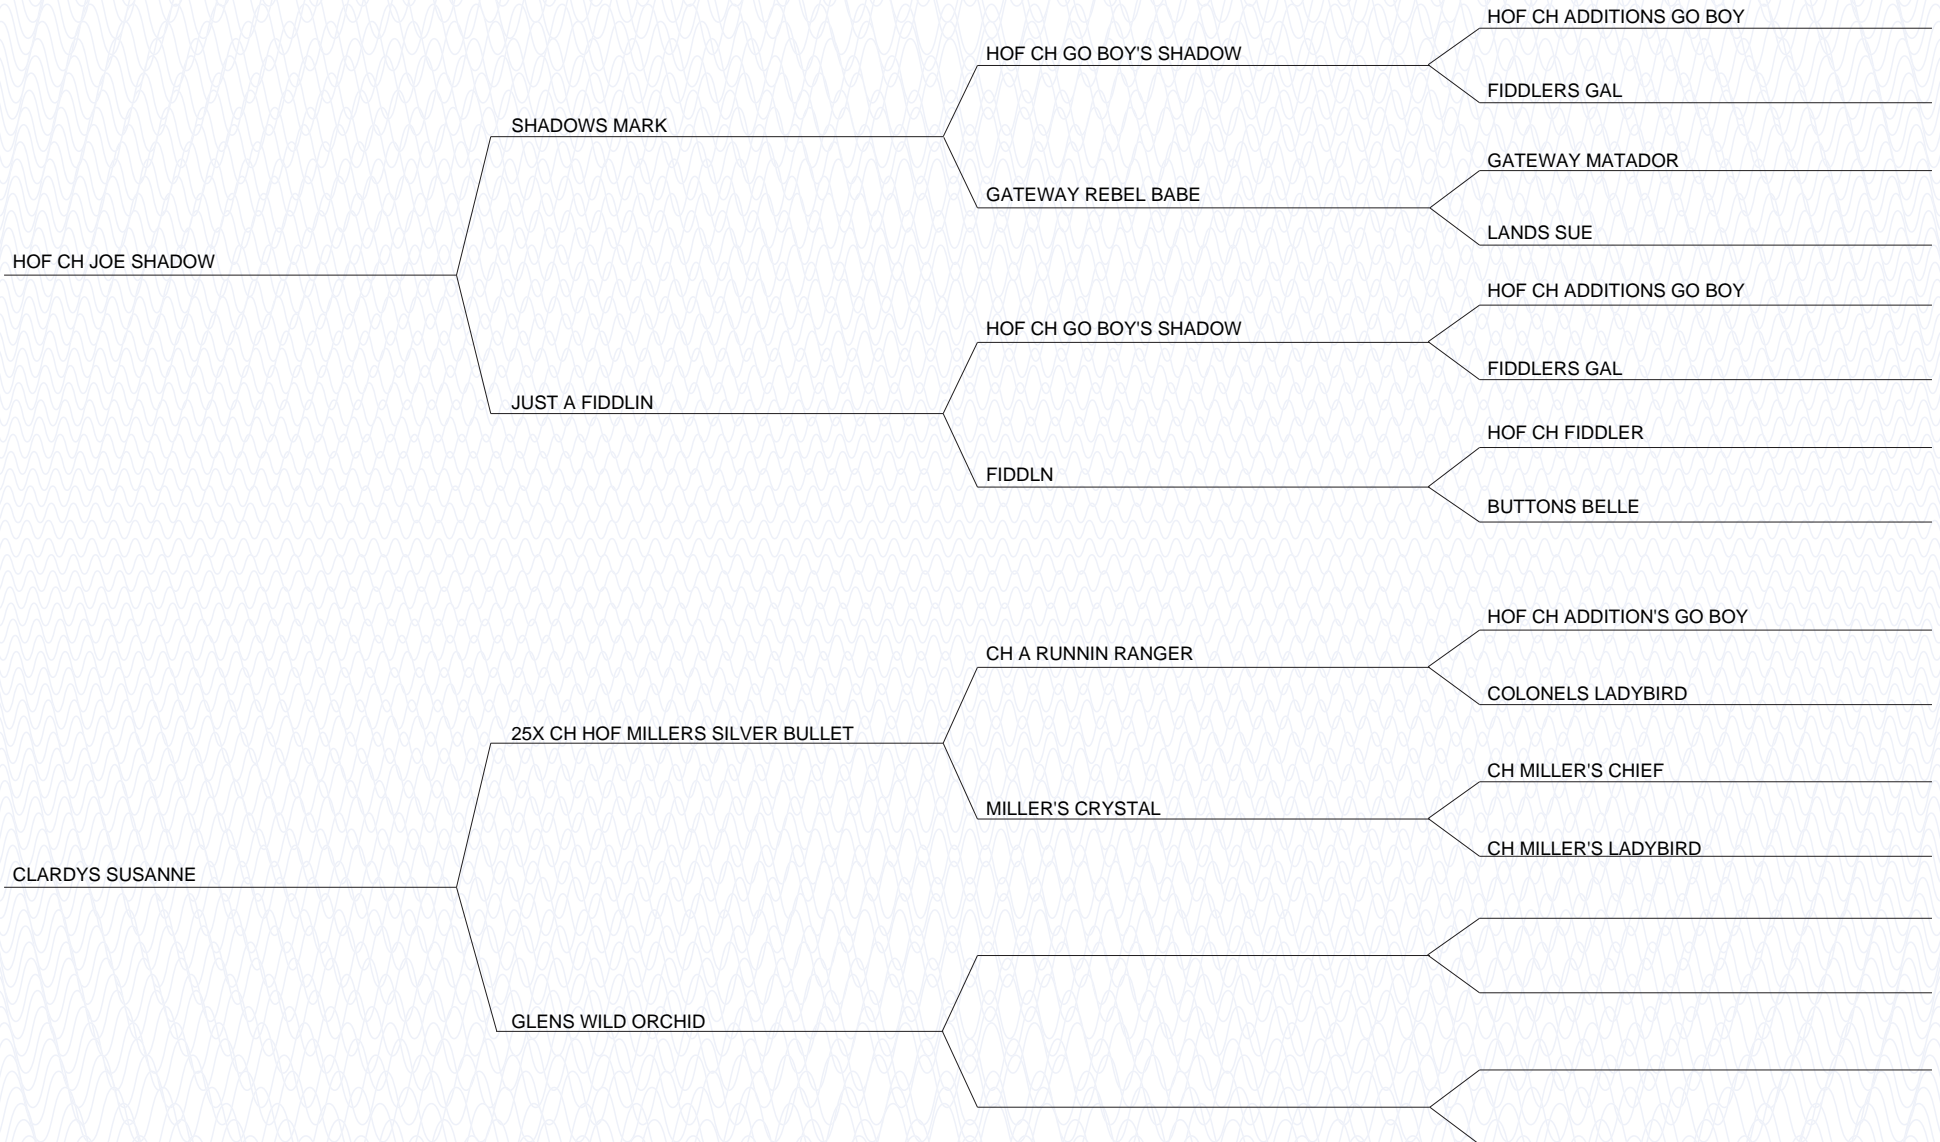 HOF CH ADDITIONS GO BOY
HOF CH GO BOY'S SHADOW
FIDDLERS GAL
SHADOWS MARK
GATEWAY MATADOR
GATEWAY REBEL BABE
LANDS SUE
HOF CH JOE SHADOW
HOF CH ADDITIONS GO BOY
HOF CH GO BOY'S SHADOW
FIDDLERS GAL
JUST A FIDDLIN
HOF CH FIDDLER
FIDDLN
BUTTONS BELLE
HOF CH ADDITION'S GO BOY
CH A RUNNIN RANGER
COLONELS LADYBIRD
25X CH HOF MILLERS SILVER BULLET
CH MILLER'S CHIEF
MILLER'S CRYSTAL
CH MILLER'S LADYBIRD
CLARDYS SUSANNE
GLENS WILD ORCHID